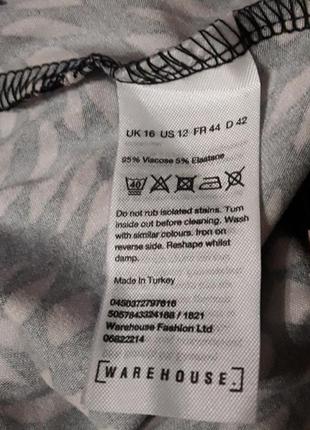 UK 16 US 12 FR 44 D 42
95% Viscose 5% Elastane
40
Do not rub isolated stains. Turn
inside out before cleaning. Wash
with similar colours. Iron on
reverse side. Reshape whilst
damp.
Made in Turkey
0450372797616
5057843324188 / 1821
Warehouse Fashion Ltd
06822214
[WAREHOUSE.]